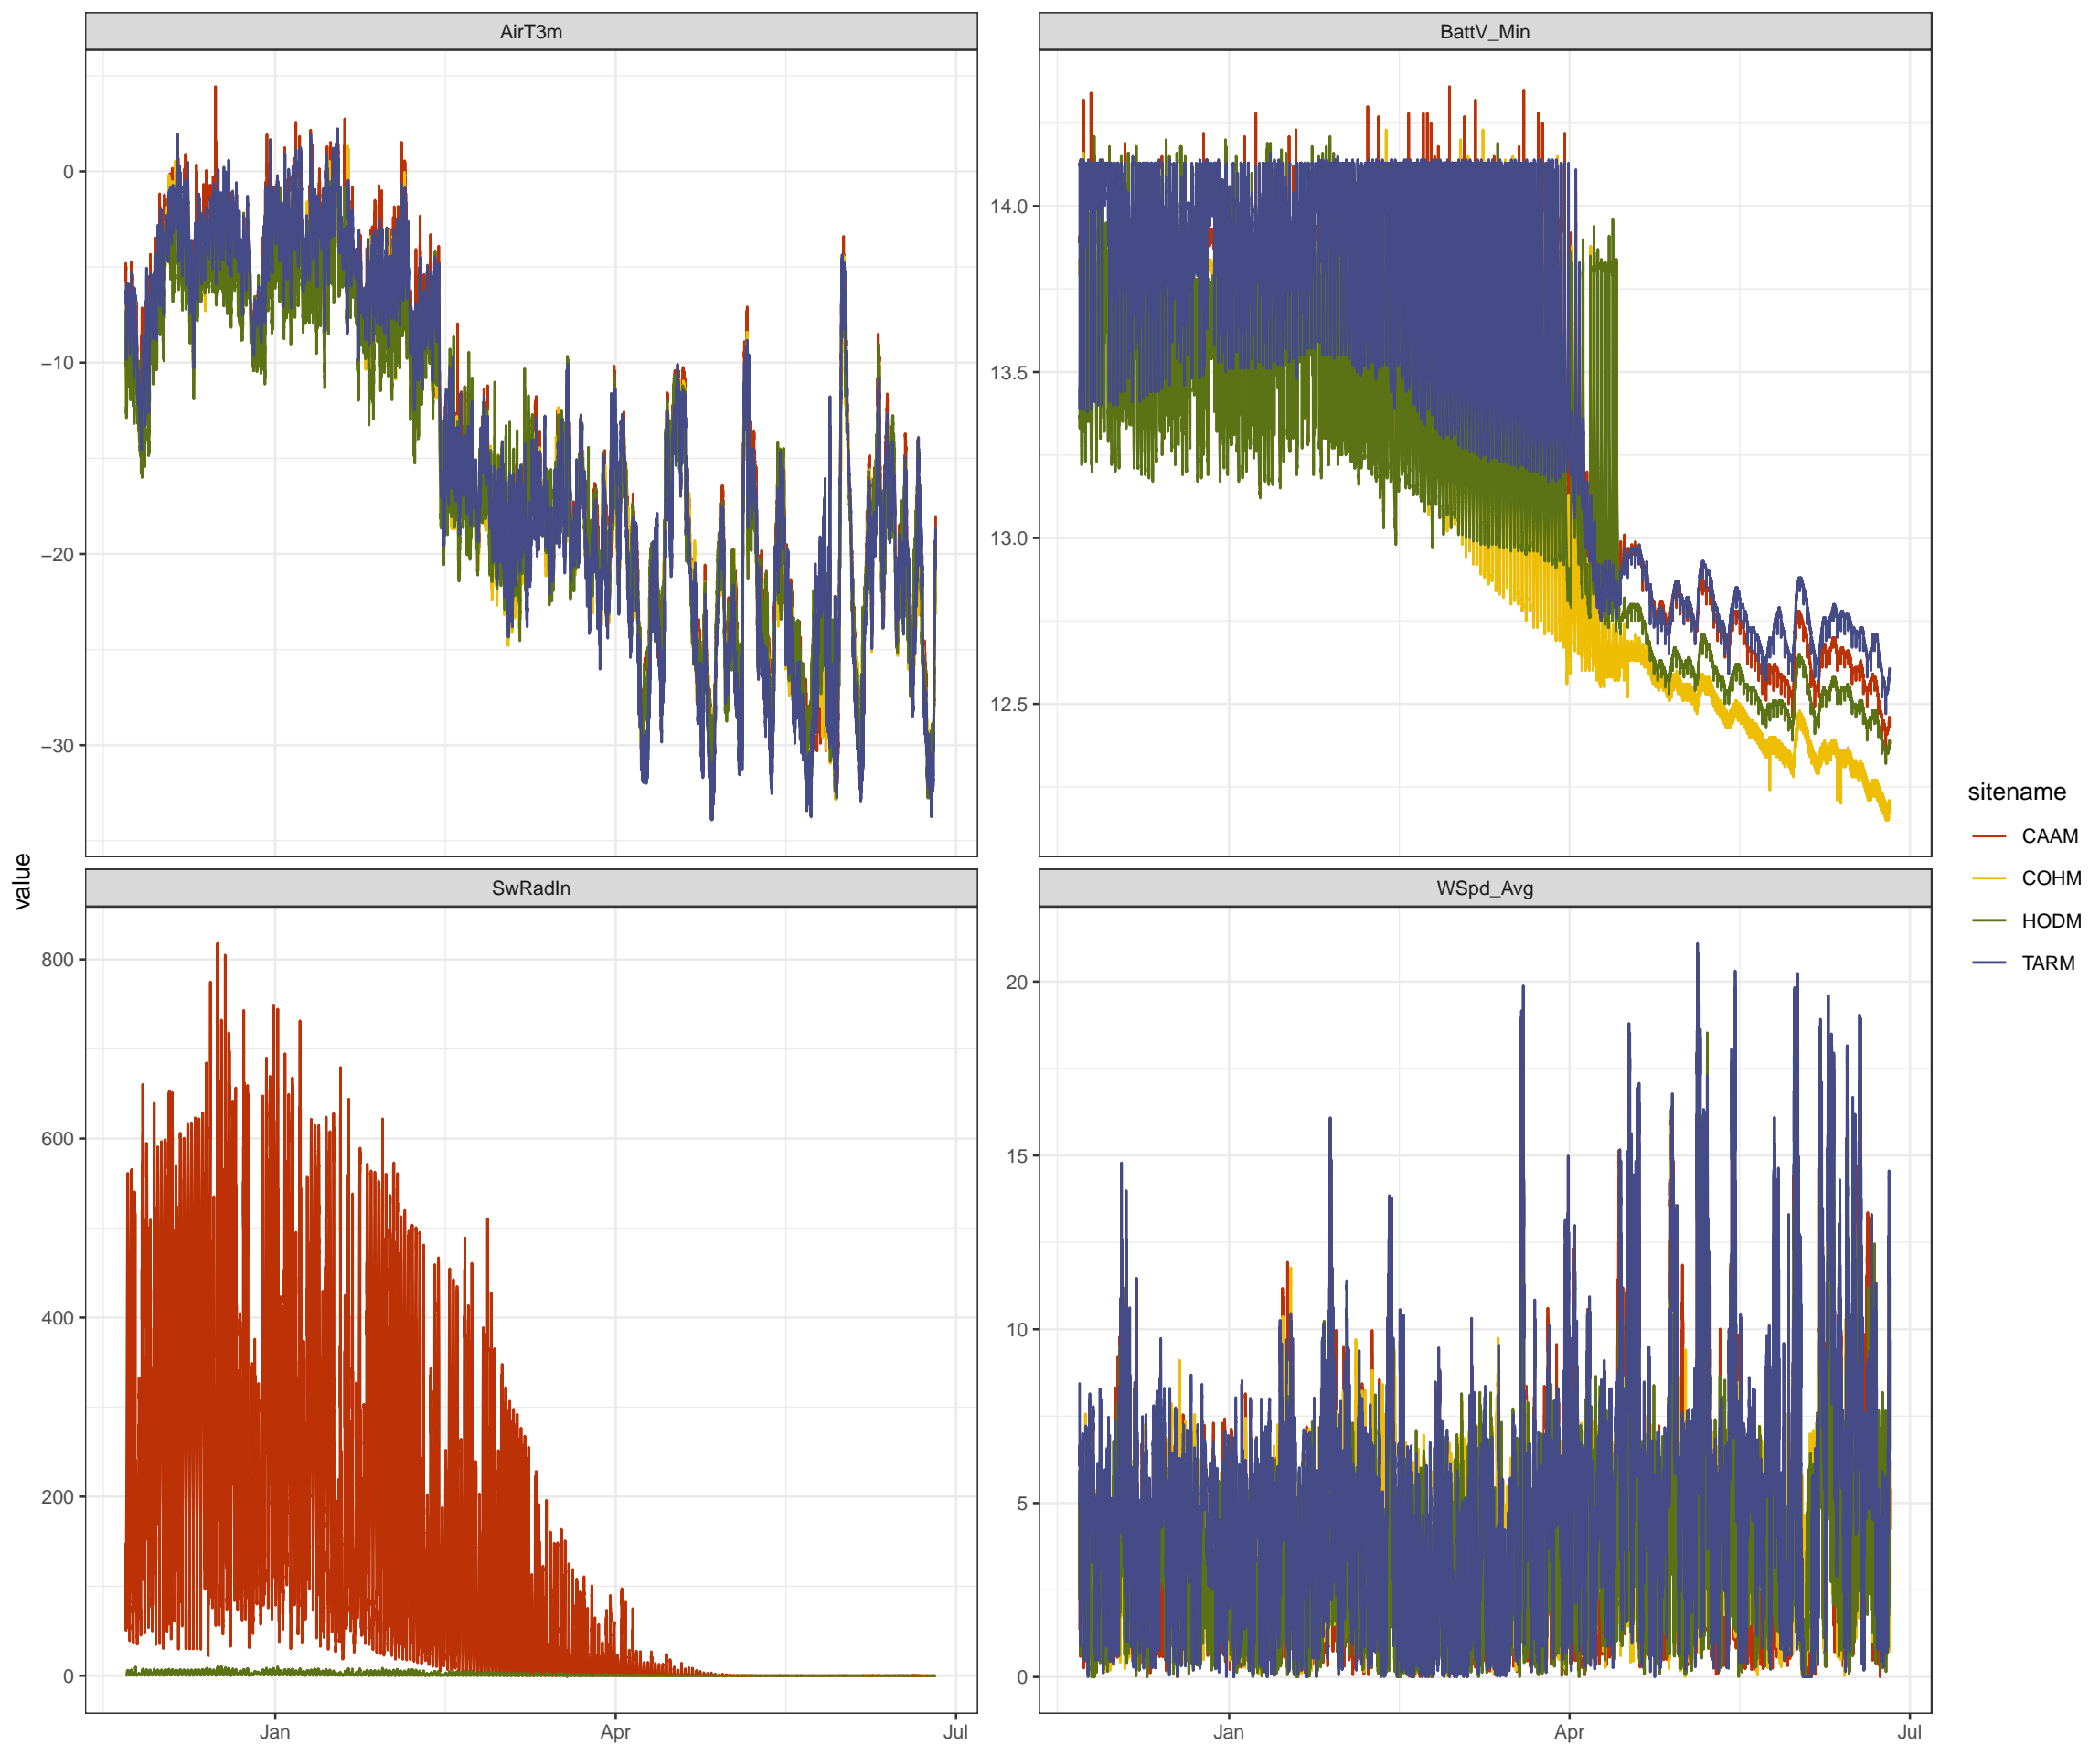 AirT3m
BattV_Min
0
−10
−20
−30
14.0
13.5
13.0
12.5
value
SwRadIn
WSpd_Avg
800
600
400
200
0
20
15
10
5
0
Jan
Apr
Jul
Jan
Apr
Jul
sitename
CAAM
COHM
HODM
TARM